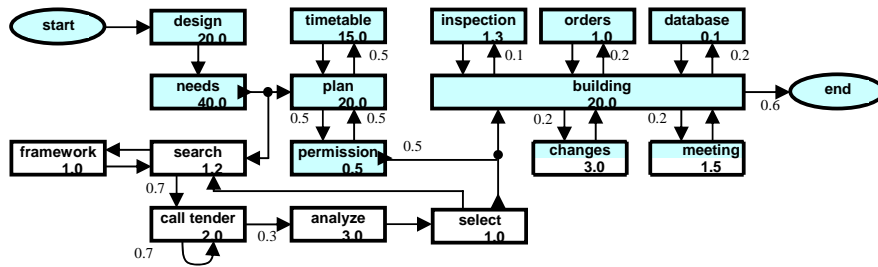 start
design
20.0
timetable
15.0
0.5
inspection
1.3
0.1
orders
1.0
0.2
database
0.1
0.2
needs
40.0
plan
20.0
building
20.0
0.6
end
0.5
0.5
0.5
0.2
0.2
framework
1.0
search
1.2
permission
0.5
changes
3.0
meeting
1.5
0.7
call tender
2.0
0.3
analyze
3.0
select
1.0
0.7